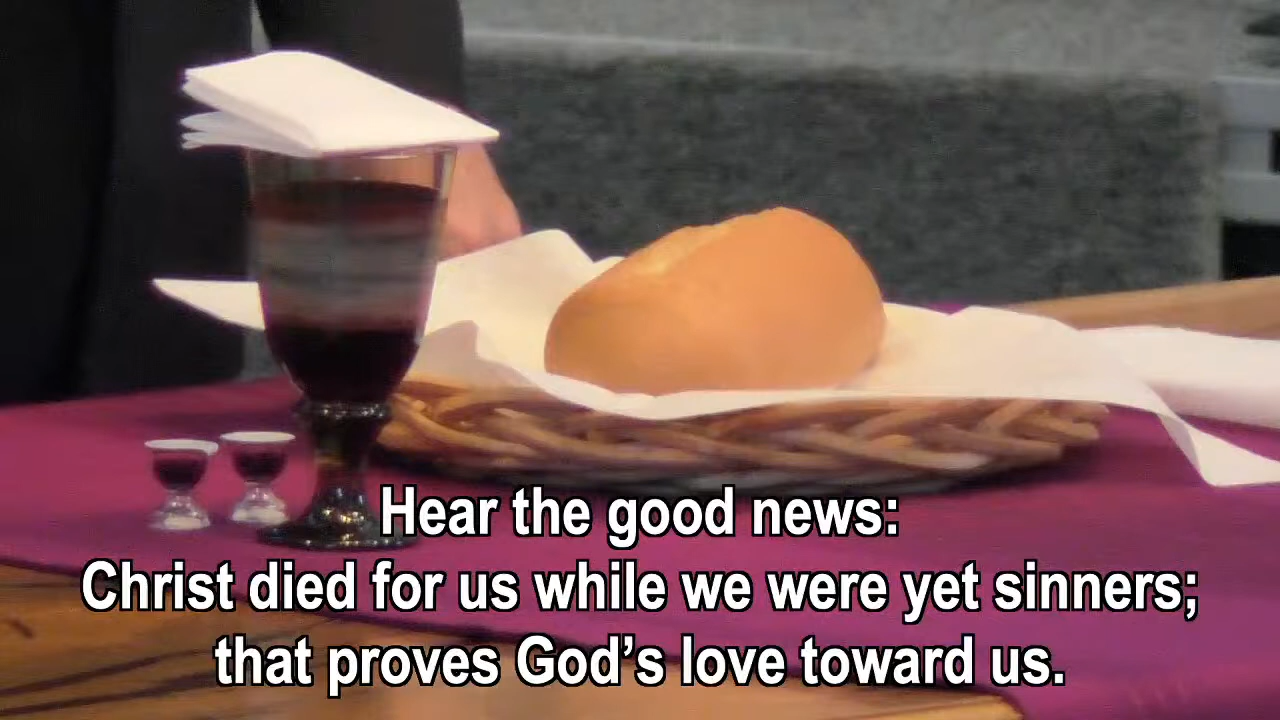 Hear the good news:
Christ died for us while we were yet sinners;
that proves God’s love toward us.